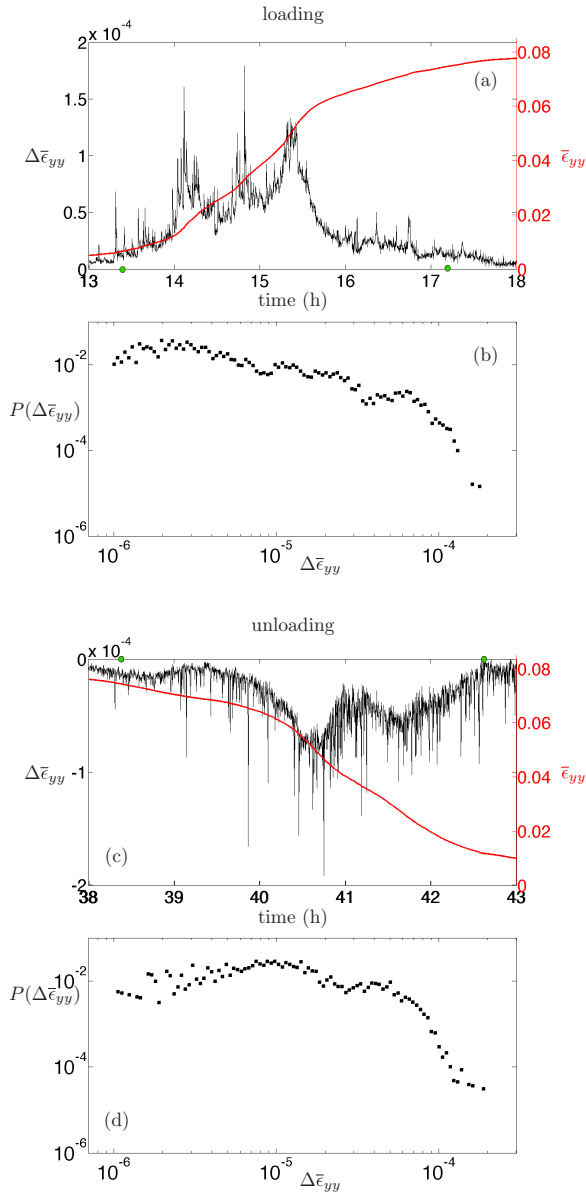 loading
x 10⁻⁴
2 0.08
(a)
1.5 0.06
Δε̅yy 1 0.04 ε̅yy
0.5 0.02
0 0
13 14 15 16 17 18
time (h)
(b)
10⁻²
P(Δε̅yy)
10⁻⁴
10⁻⁶
10⁻⁶ 10⁻⁵ 10⁻⁴
Δε̅yy
unloading
x 10⁻⁴
0 0.08
0.06
Δε̅yy -1 0.04 ε̅yy
0.02
(c)
-2 0
38 39 40 41 42 43
time (h)
10⁻²
P(Δε̅yy)
10⁻⁴
(d)
10⁻⁶
10⁻⁶ 10⁻⁵ 10⁻⁴
Δε̅yy